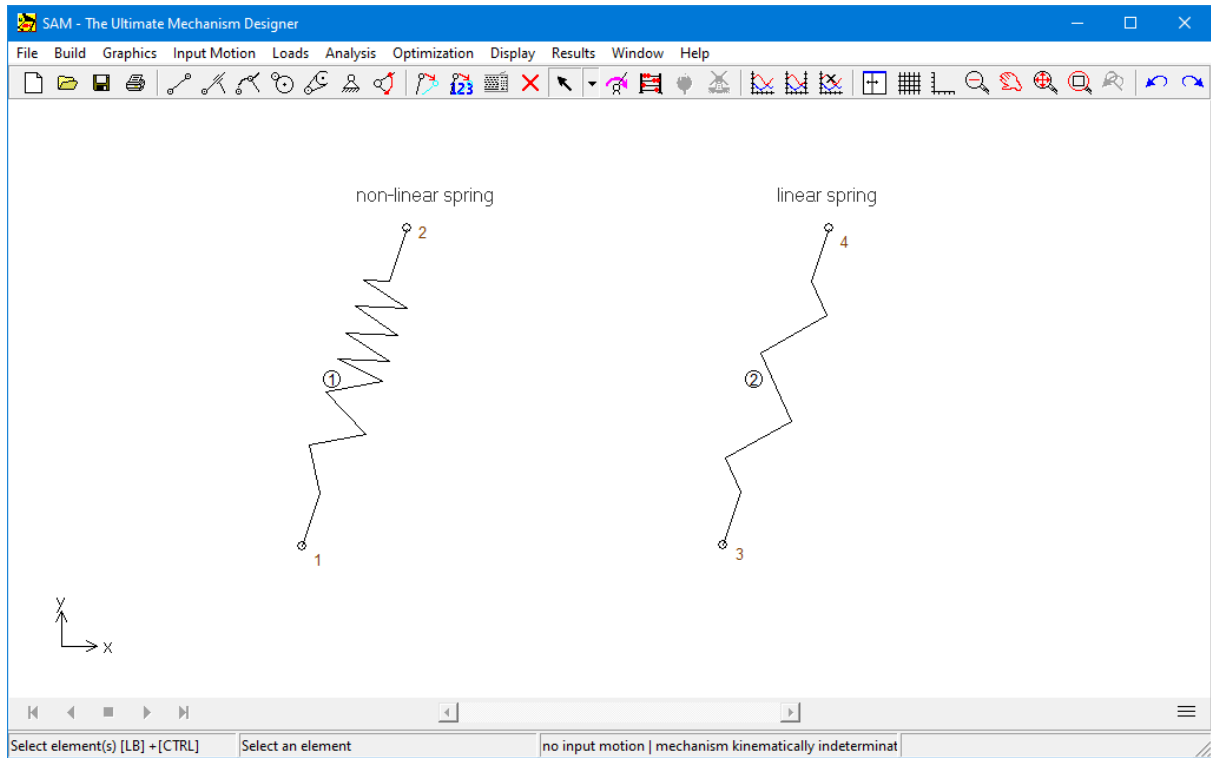 SAM - The Ultimate Mechanism Designer
File Build Graphics Input Motion Loads Analysis Optimization Display Results Window Help
123
non-linear spring linear spring
2 4
1 2
1 3
y
x
Select element(s) [LB] +[CTRL] Select an element no input motion | mechanism kinematically indeterminat